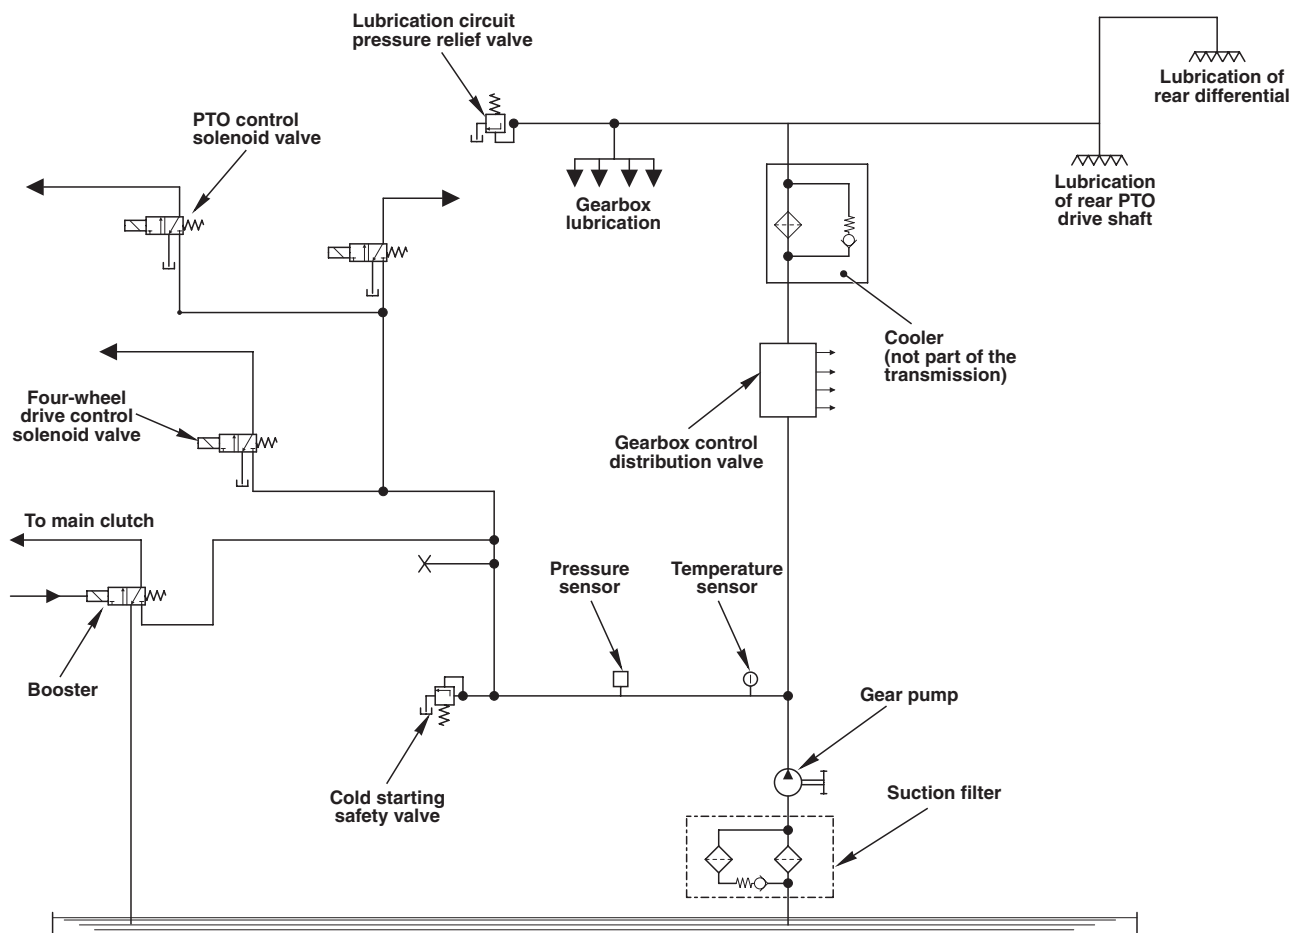 Lubrication circuit
pressure relief valve
Lubrication of
rear differential
PTO control
solenoid valve
Gearbox
lubrication
Lubrication
of rear PTO
drive shaft
Cooler
(not part of the
transmission)
Four-wheel
drive control
solenoid valve
Gearbox control
distribution valve
To main clutch
Pressure
sensor
Temperature
sensor
Booster
Gear pump
Cold starting
safety valve
Suction filter